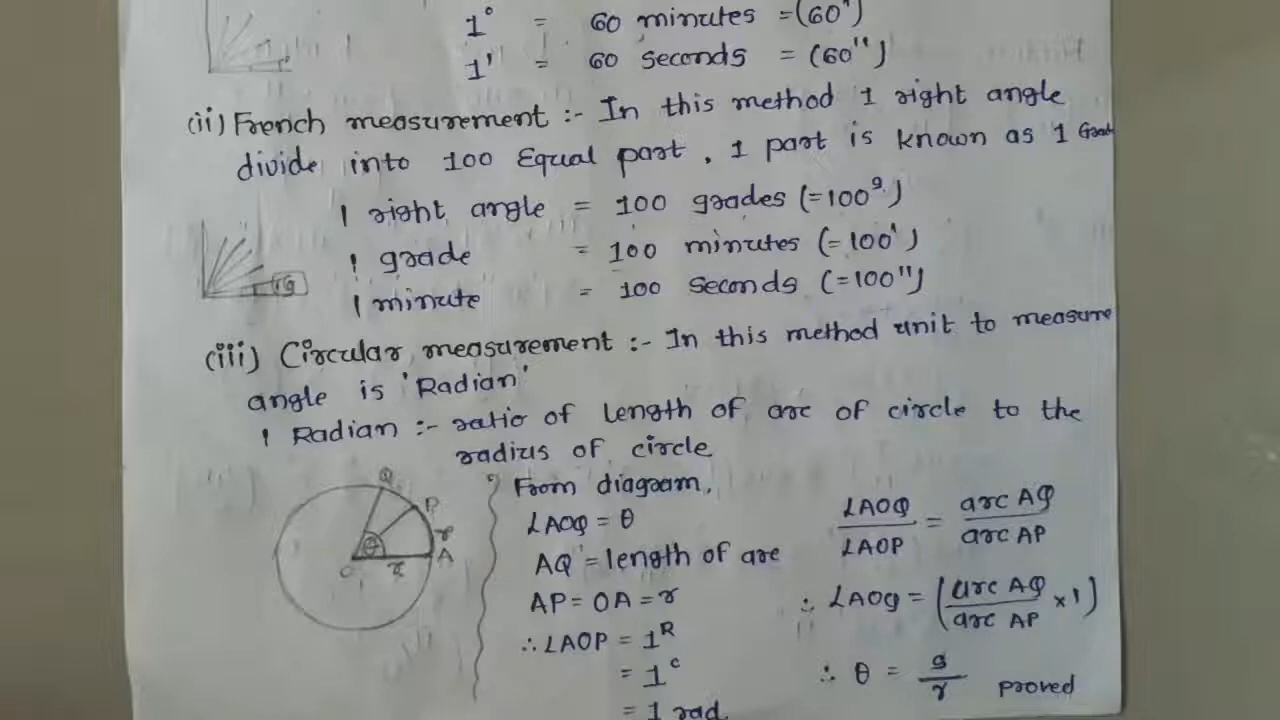 1° = 60 minutes =(60')
1' = 60 seconds = (60")
(ii) French measurement :- In this method 1 right angle
divide into 100 Equal part, 1 part is known as 1 Grade
1 right angle = 100 grades (=100g)
1 grade = 100 minutes (=100')
1 minute = 100 seconds (=100")
1g
(iii) Circular measurement :- In this method unit to measure
angle is 'Radian'
1 Radian :- ratio of length of arc of circle to the
radius of circle
Q
P
r
A
θ
O
r
From diagram,
∠AOQ = θ
AQ = length of arc
AP = OA = r
∴ ∠AOP = 1ᴿ
= 1ᶜ
= 1 rad.
∠AOQ/∠AOP = arc AQ/arc AP
∴ ∠AOQ = (arc AQ/arc AP ×1)
∴ θ = s/r proved